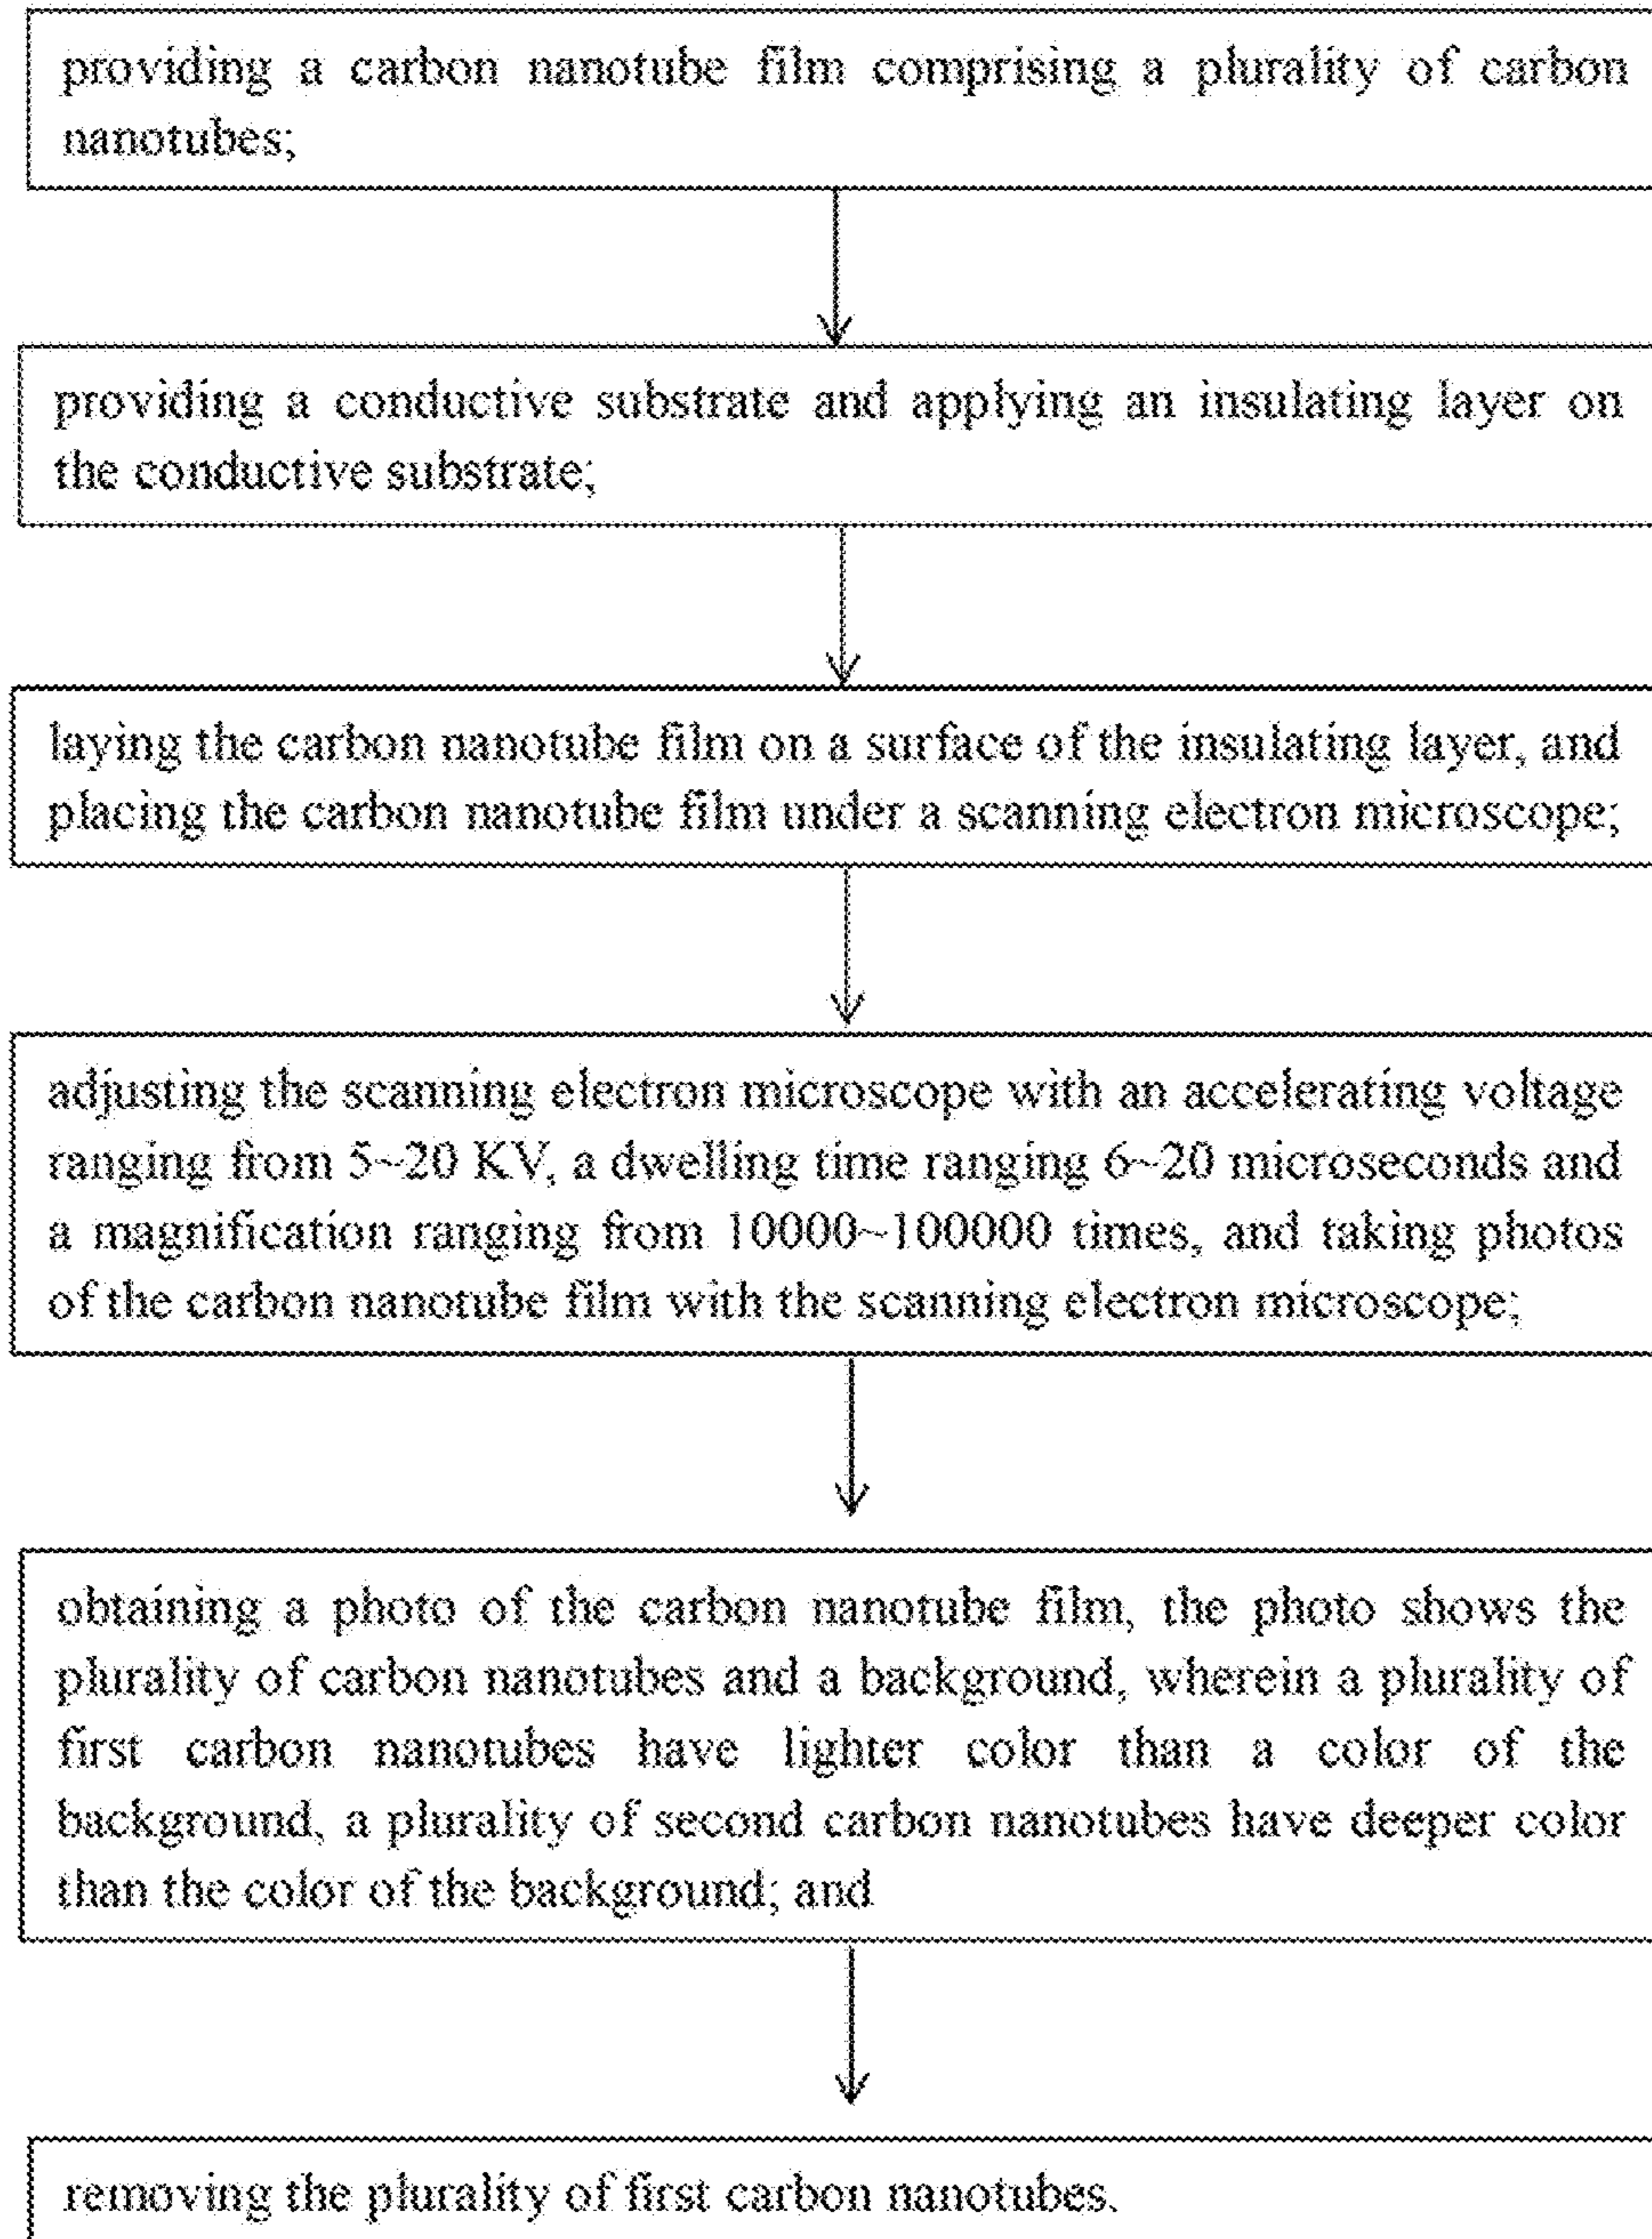 providing a carbon nanotube film comprising a plurality of carbon
nanotubes;
providing a conductive substrate and applying an insulating layer on
the conductive substrate;
laying the carbon nanotube film on a surface of the insulating layer, and
placing the carbon nanotube film under a scanning electron microscope;
adjusting the scanning electron microscope with an accelerating voltage
ranging from 5~20 KV, a dwelling time ranging 6~20 microseconds and
a magnification ranging from 10000~100000 times, and taking photos
of the carbon nanotube film with the scanning electron microscope;
obtaining a photo of the carbon nanotube film, the photo shows the
plurality of carbon nanotubes and a background, wherein a plurality of
first carbon nanotubes have lighter color than a color of the
background, a plurality of second carbon nanotubes have deeper color
than the color of the background; and
removing the plurality of first carbon nanotubes.